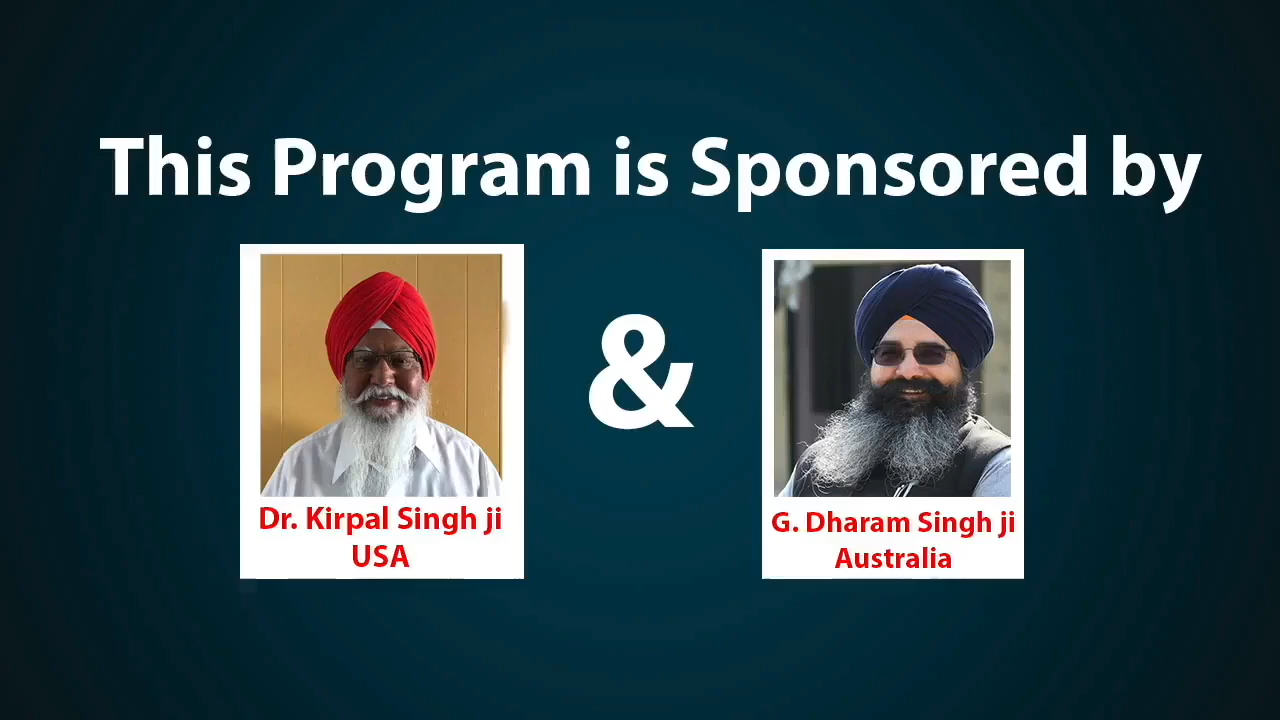 This Program is Sponsored by
&
Dr. Kirpal Singh ji
USA
G. Dharam Singh ji
Australia